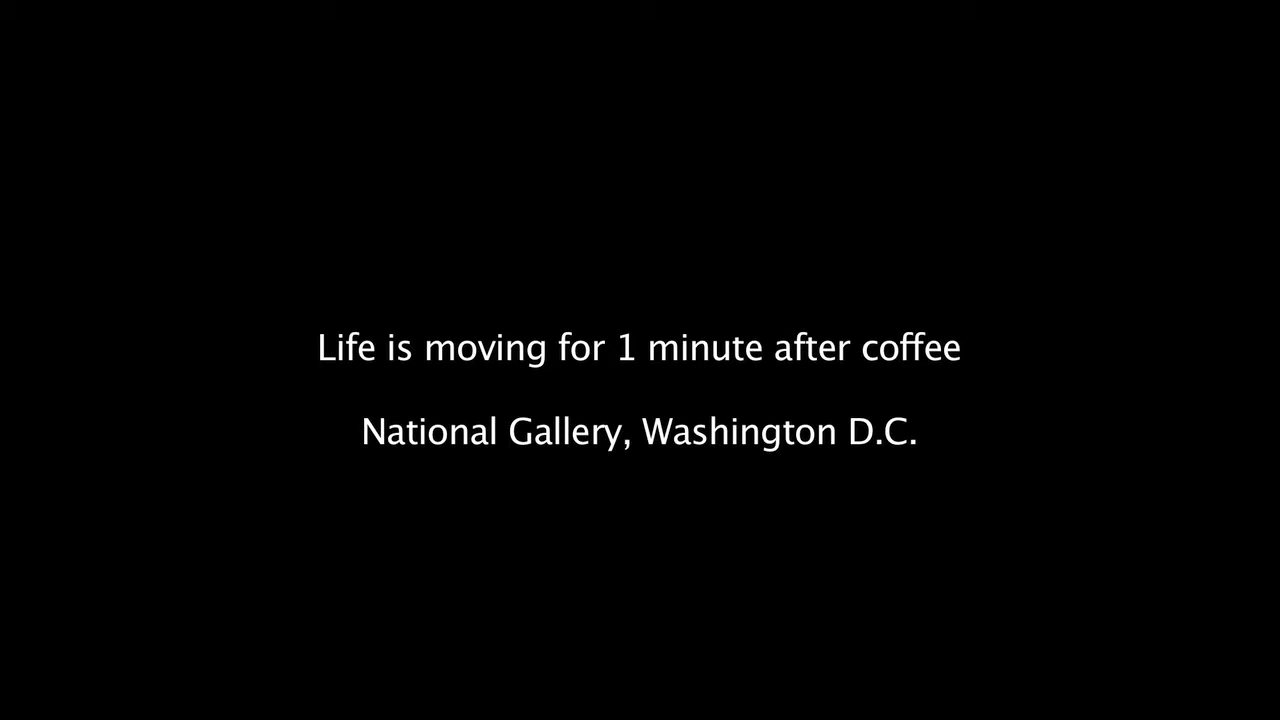 Life is moving for 1 minute after coffee
National Gallery, Washington D.C.